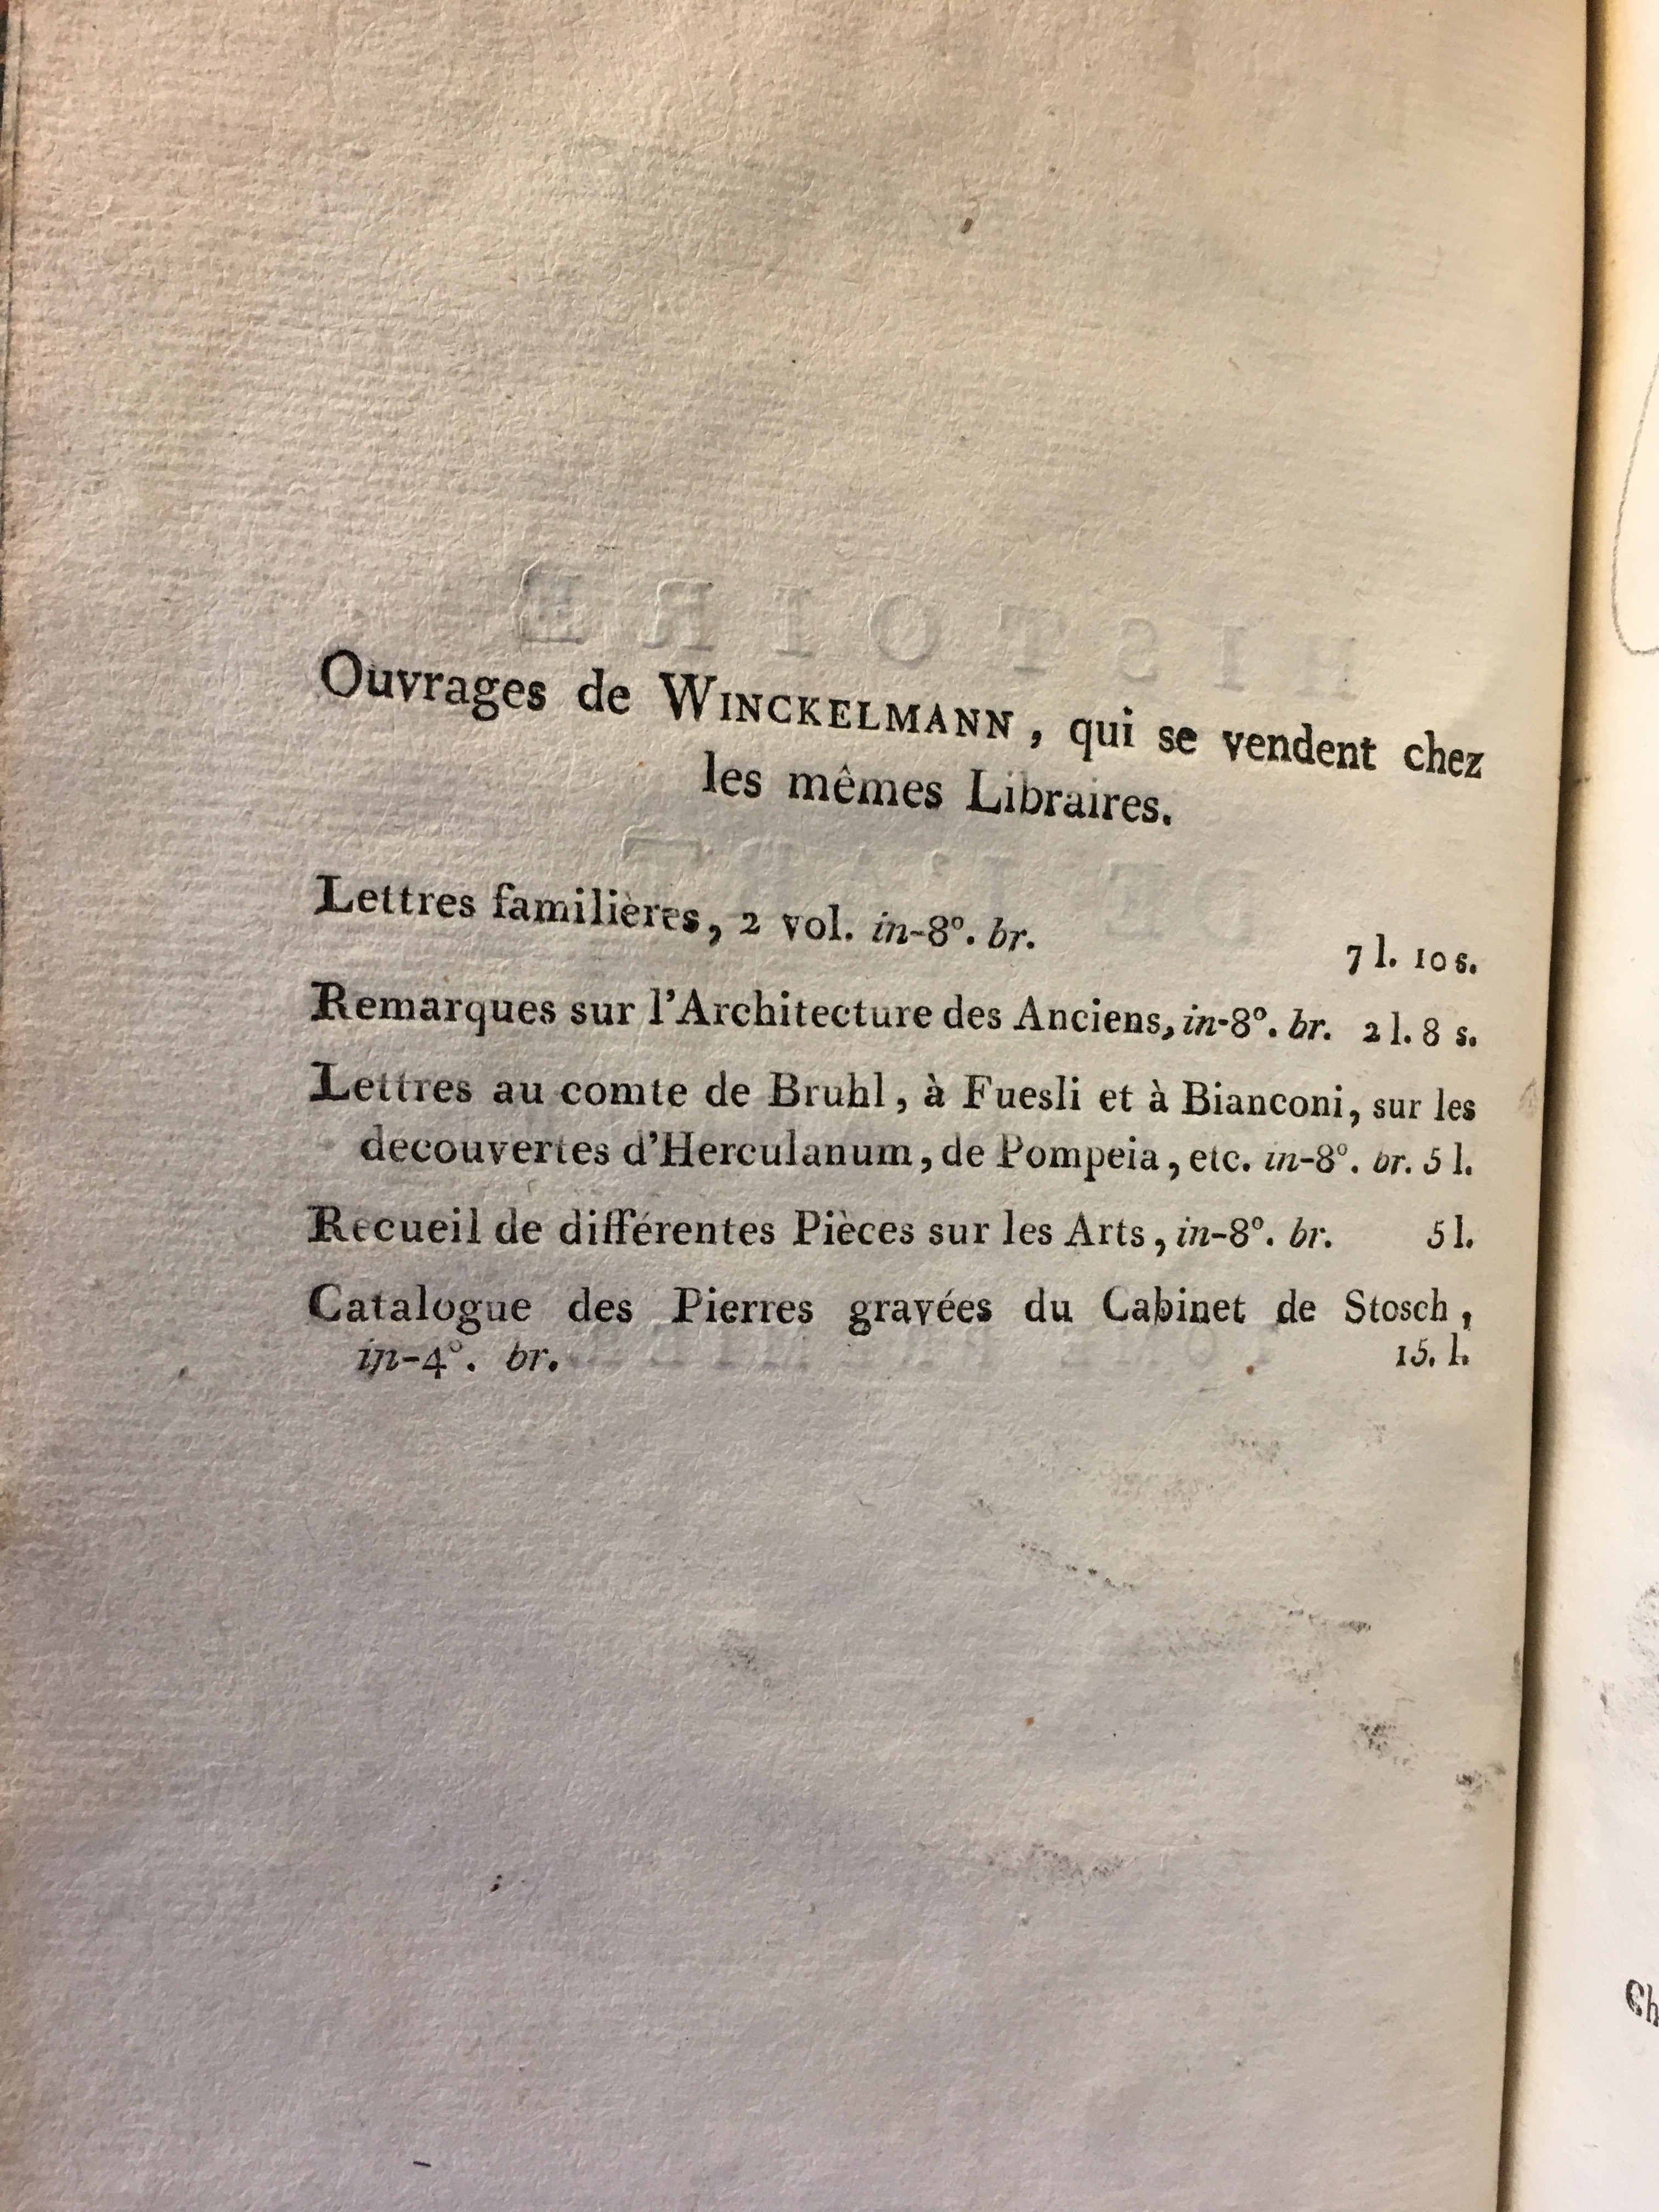 Ouvrages de WINCKELMANN, qui se vendent chez
les mêmes Libraires.
Lettres familières, 2 vol. in-8°. br.
7 l. 10 s.
Remarques sur l'Architecture des Anciens, in-8°. br. 2 l. 8 s.
Lettres au comte de Bruhl, à Fuesli et à Bianconi, sur les
decouvertes d'Herculanum, de Pompeia, etc. in-8°. br. 5 l.
Recueil de différentes Pièces sur les Arts, in-8°. br. 5 l.
Catalogue des Pierres gravées du Cabinet de Stosch,
in-4°. br. 15. l.